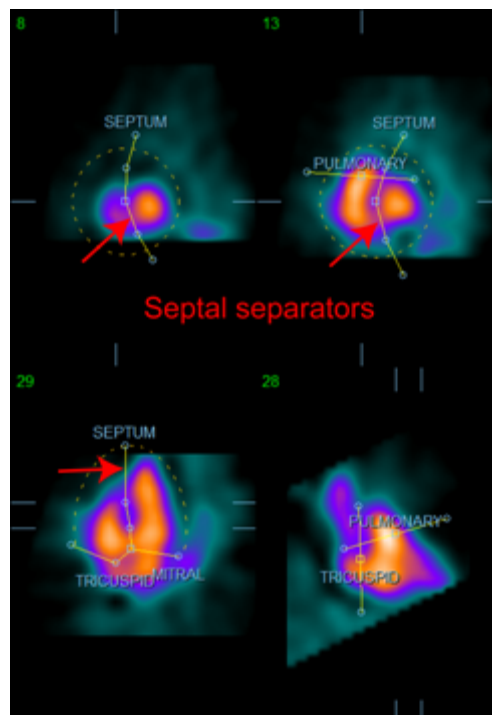 8
13
SEPTUM
SEPTUM
PULMONARY
Septal separators
29
28
SEPTUM
PULMONARY
TRICUSPID
MITRAL
TRICUSPID